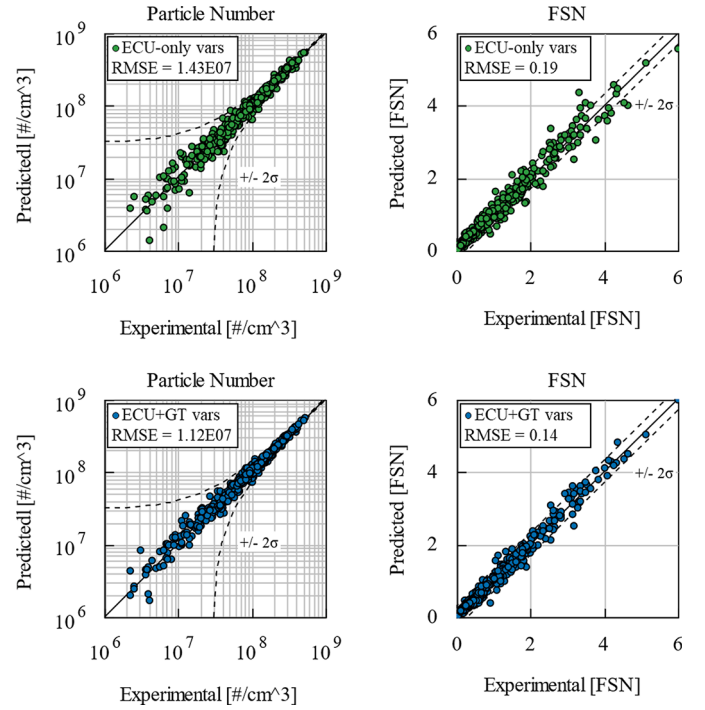 Particle Number
10^9
10^8
10^7
10^6
Predictedl [#/cm^3]
ECU-only vars
RMSE = 1.43E07
+/- 2σ
10^6 10^7 10^8 10^9
Experimental [#/cm^3]
FSN
6
4
2
0
Predicted [FSN]
ECU-only vars
RMSE = 0.19
+/- 2σ
0 2 4 6
Experimental [FSN]
Particle Number
10^9
10^8
10^7
10^6
Predictedl [#/cm^3]
ECU+GT vars
RMSE = 1.12E07
+/- 2σ
10^6 10^7 10^8 10^9
Experimental [#/cm^3]
FSN
6
4
2
0
Predicted [FSN]
ECU+GT vars
RMSE = 0.14
+/- 2σ
0 2 4 6
Experimental [FSN]